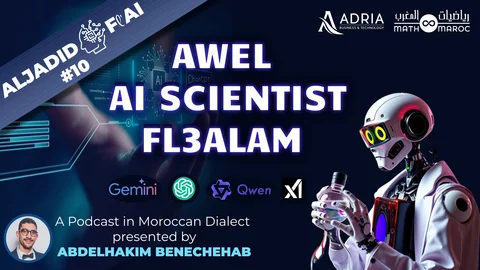 ALJADID F AI
#10
ADRIA
BUSINESS & TECHNOLOGY
رياضيات المغرب
MATH MAROC
AWEL
AI SCIENTIST
FL3ALAM
Gemini
Qwen
xI
A Podcast in Moroccan Dialect
presented by
ABDELHAKIM BENECHEHAB